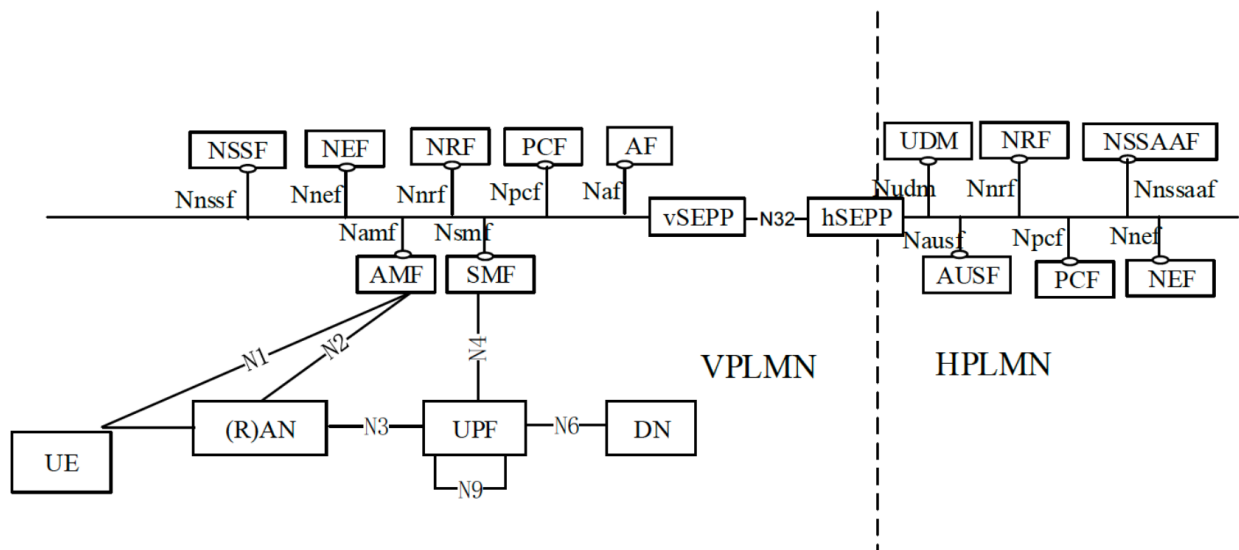 NSSF
NEF
NRF
PCF
AF
UDM
NRF
NSSAAF
Nnssf
Nnef
Nnrf
Npcf
Naf
Nudm
Nnrf
Nnssaaf
vSEPP
N32
hSEPP
Namf
Nsmf
Nausf
Npcf
Nnef
AMF
SMF
AUSF
PCF
NEF
N1
N2
N4
VPLMN
HPLMN
UE
(R)AN
N3
UPF
N6
DN
N9